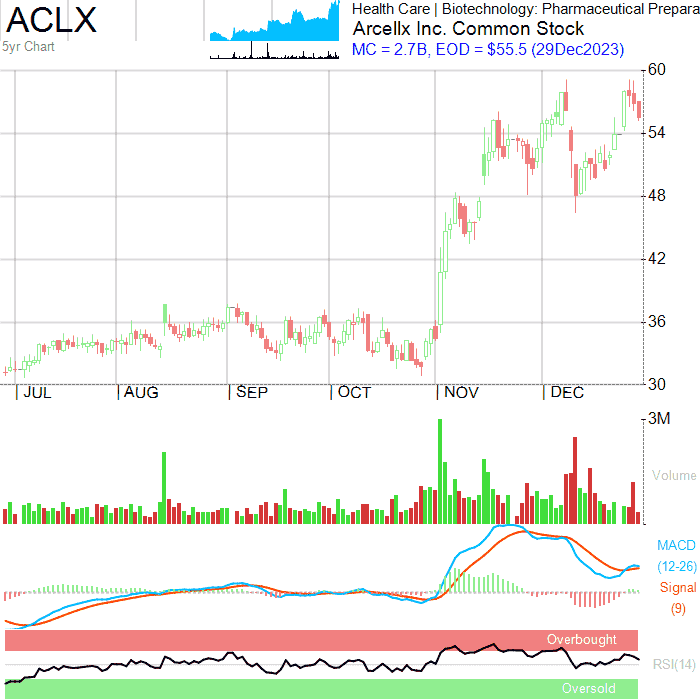 ACLX
5yr Chart
Health Care | Biotechnology: Pharmaceutical Prepara
Arcellx Inc. Common Stock
MC = 2.7B, EOD = $55.5 (29Dec2023)
60
54
48
42
36
30
JUL AUG SEP OCT NOV DEC
3M
Volume
MACD
(12-26)
Signal
(9)
Overbought
RSI(14)
Oversold